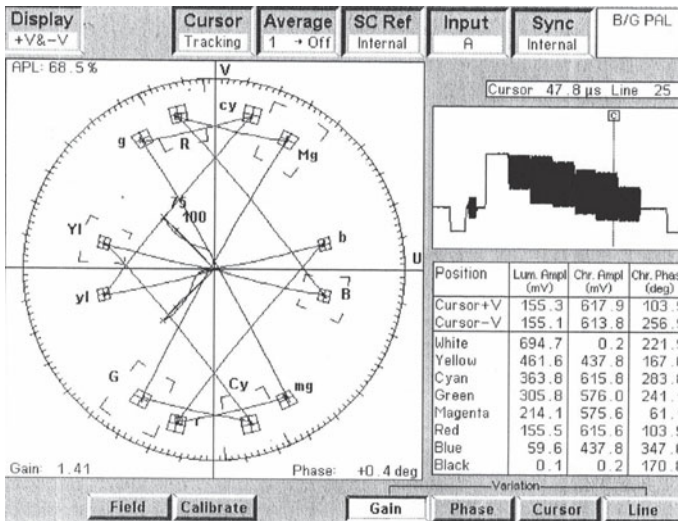 Display
+V&-V
Cursor
Tracking
Average
1 → Off
SC Ref
Internal
Input
A
Sync
Internal
B/G PAL
APL: 68.5%
V
cy
g
R
Mg
75
100
Yl
b
U
yl
B
G
Cy
mg
r
Gain: 1.41
Phase: +0.4 deg
Cursor 47.8 µs Line 25
C
Position Lum. Ampl (mV) Chr. Ampl (mV) Chr. Phas (deg)
Cursor+V 155.3 617.9 103.
Cursor-V 155.1 613.8 256.
White 694.7 0.2 221.
Yellow 461.6 437.8 167.
Cyan 363.8 615.8 283.
Green 305.8 576.0 241.
Magenta 214.1 575.6 61.
Red 155.5 615.6 103.
Blue 59.6 437.8 347.
Black 0.1 0.2 170.
Variation
Field
Calibrate
Gain
Phase
Cursor
Line